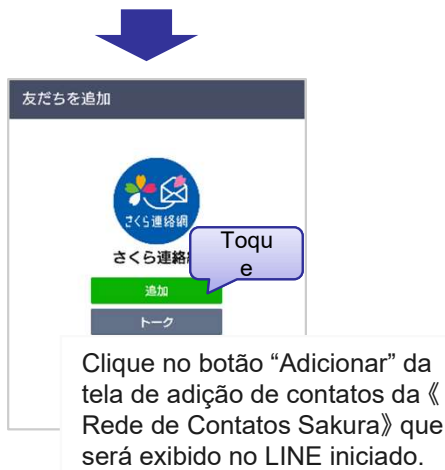 友だちを追加
さくら連絡網
さくら連絡
Toqu
e
追加
トーク
Clique no botão “Adicionar” da
tela de adição de contatos da《
Rede de Contatos Sakura》que
será exibido no LINE iniciado.